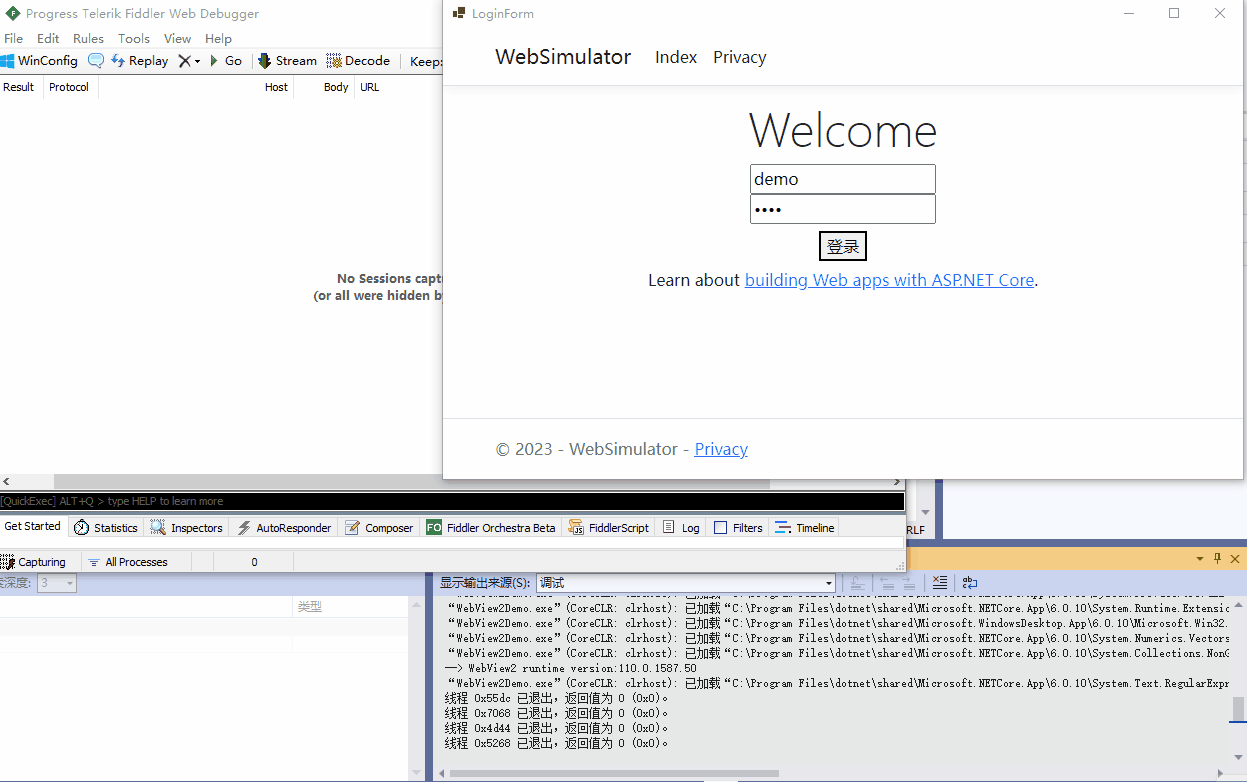 Progress Telerik Fiddler Web Debugger
File Edit Rules Tools View Help
WinConfig Replay Go Stream Decode Keep:
Result Protocol Host Body URL
No Sessions capt
(or all were hidden by
[QuickExec] ALT+Q > type HELP to learn more
Get Started Statistics Inspectors AutoResponder Composer FO Fiddler Orchestra Beta FiddlerScript Log Filters Timeline
Capturing All Processes 0
LoginForm
WebSimulator Index Privacy
Welcome
demo
••••
登录
Learn about building Web apps with ASP.NET Core.
© 2023 - WebSimulator - Privacy
RLF
深度: 3
类型
显示输出来源(S): 调试
“WebView2Demo.exe”(CoreCLR: clrhost): 已加载“C:\Program Files\dotnet\shared\Microsoft.NETCore.App\6.0.10\System.Runtime.Extensio
“WebView2Demo.exe”(CoreCLR: clrhost): 已加载“C:\Program Files\dotnet\shared\Microsoft.WindowsDesktop.App\6.0.10\Microsoft.Win32.
“WebView2Demo.exe”(CoreCLR: clrhost): 已加载“C:\Program Files\dotnet\shared\Microsoft.NETCore.App\6.0.10\System.Numerics.Vectors
“WebView2Demo.exe”(CoreCLR: clrhost): 已加载“C:\Program Files\dotnet\shared\Microsoft.NETCore.App\6.0.10\System.Collections.NonG
—> WebView2 runtime version:110.0.1587.50
“WebView2Demo.exe”(CoreCLR: clrhost): 已加载“C:\Program Files\dotnet\shared\Microsoft.NETCore.App\6.0.10\System.Text.RegularExpr
线程 0x55dc 已退出，返回值为 0 (0x0)。
线程 0x7068 已退出，返回值为 0 (0x0)。
线程 0x4d44 已退出，返回值为 0 (0x0)。
线程 0x5268 已退出，返回值为 0 (0x0)。